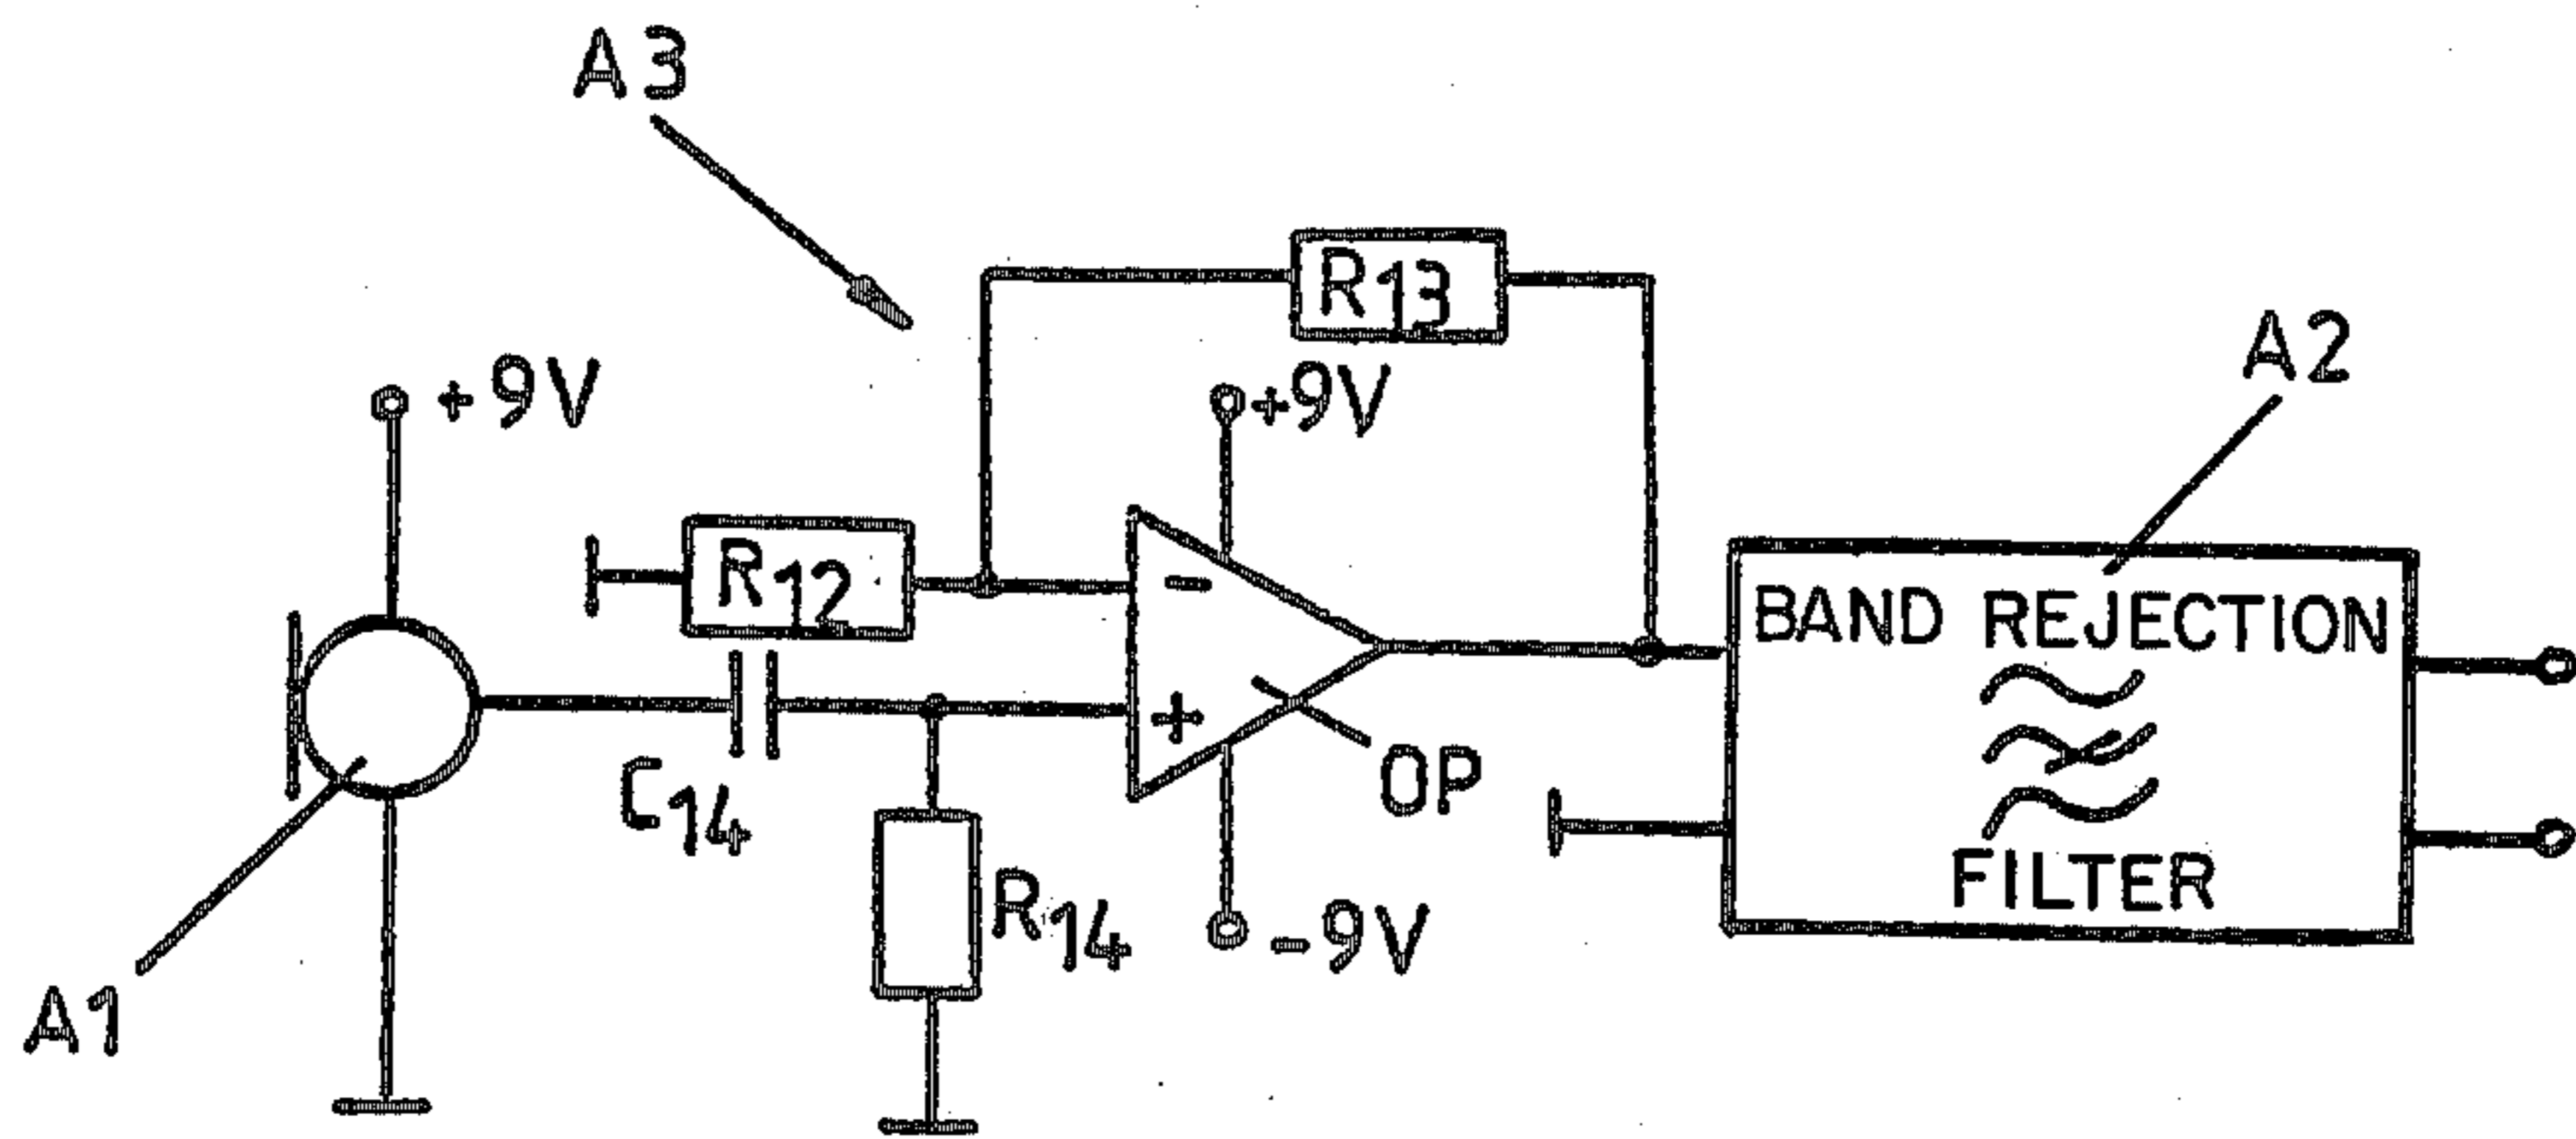 A3
R13
+9V
+9V
A2
R12
-
BAND REJECTION
+
C14
OP
FILTER
R14
-9V
A1